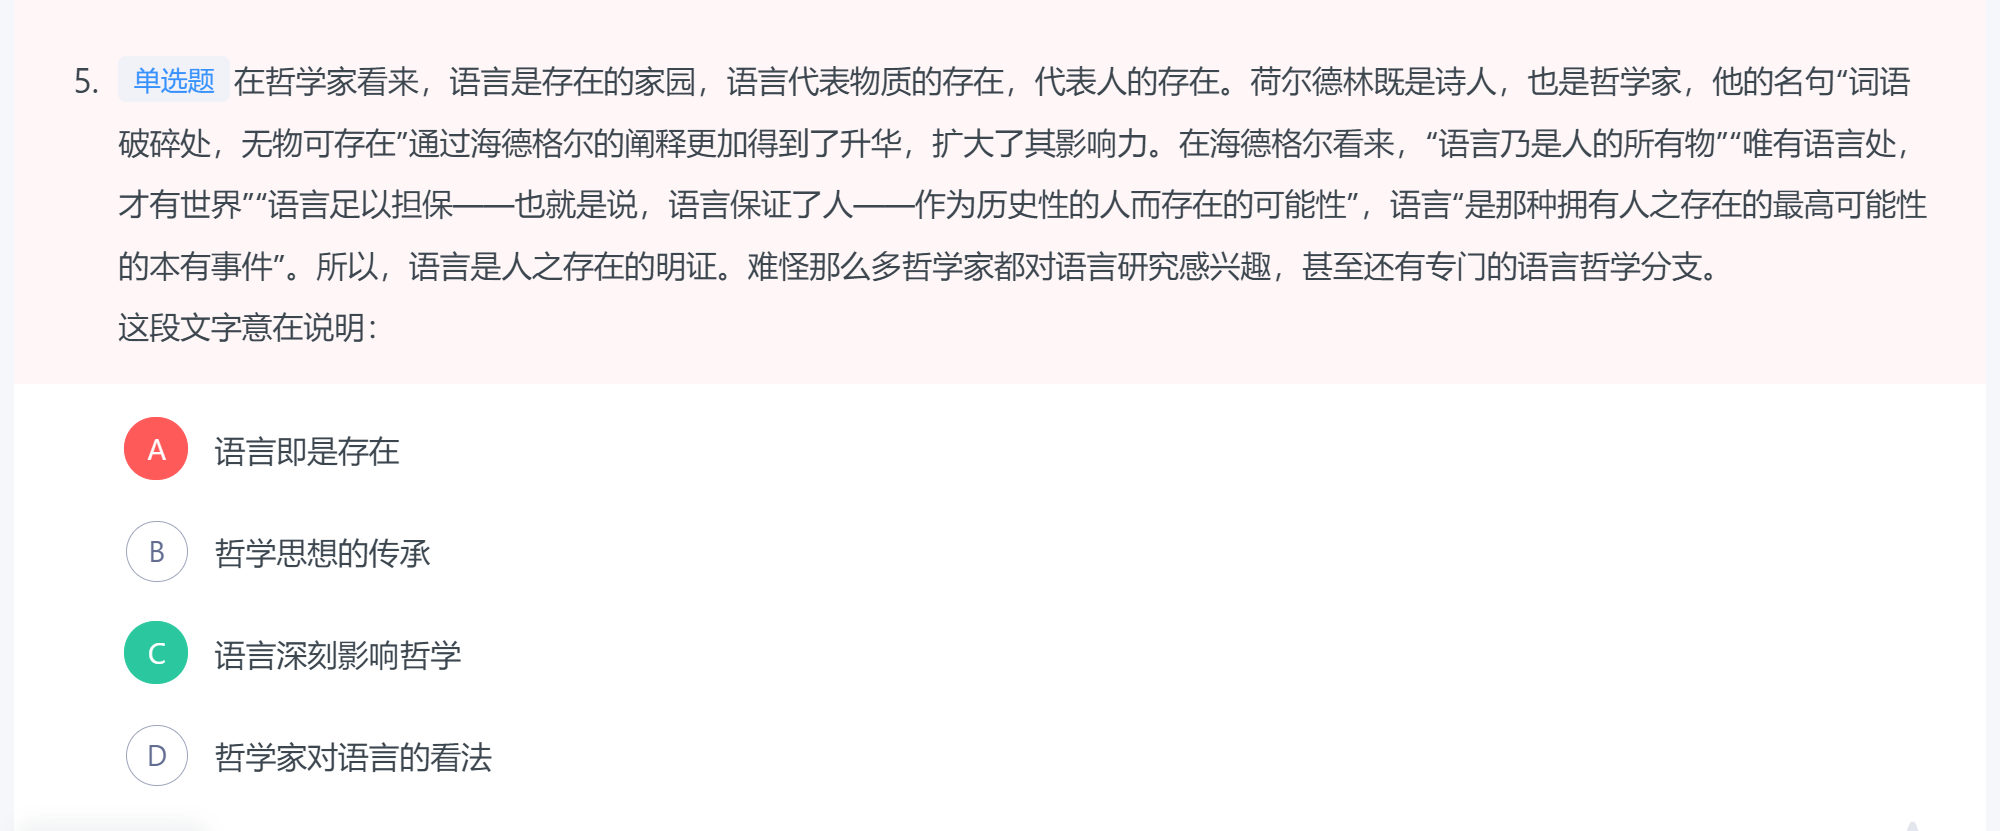 5. 单选题 在哲学家看来，语言是存在的家园，语言代表物质的存在，代表人的存在。荷尔德林既是诗人，也是哲学家，他的名句“词语
破碎处，无物可存在”通过海德格尔的阐释更加得到了升华，扩大了其影响力。在海德格尔看来，“语言乃是人的所有物”“唯有语言处，
才有世界”“语言足以担保——也就是说，语言保证了人——作为历史性的人而存在的可能性”，语言“是那种拥有人之存在的最高可能性
的本有事件”。所以，语言是人之存在的明证。难怪那么多哲学家都对语言研究感兴趣，甚至还有专门的语言哲学分支。
这段文字意在说明：
A 语言即是存在
B 哲学思想的传承
C 语言深刻影响哲学
D 哲学家对语言的看法